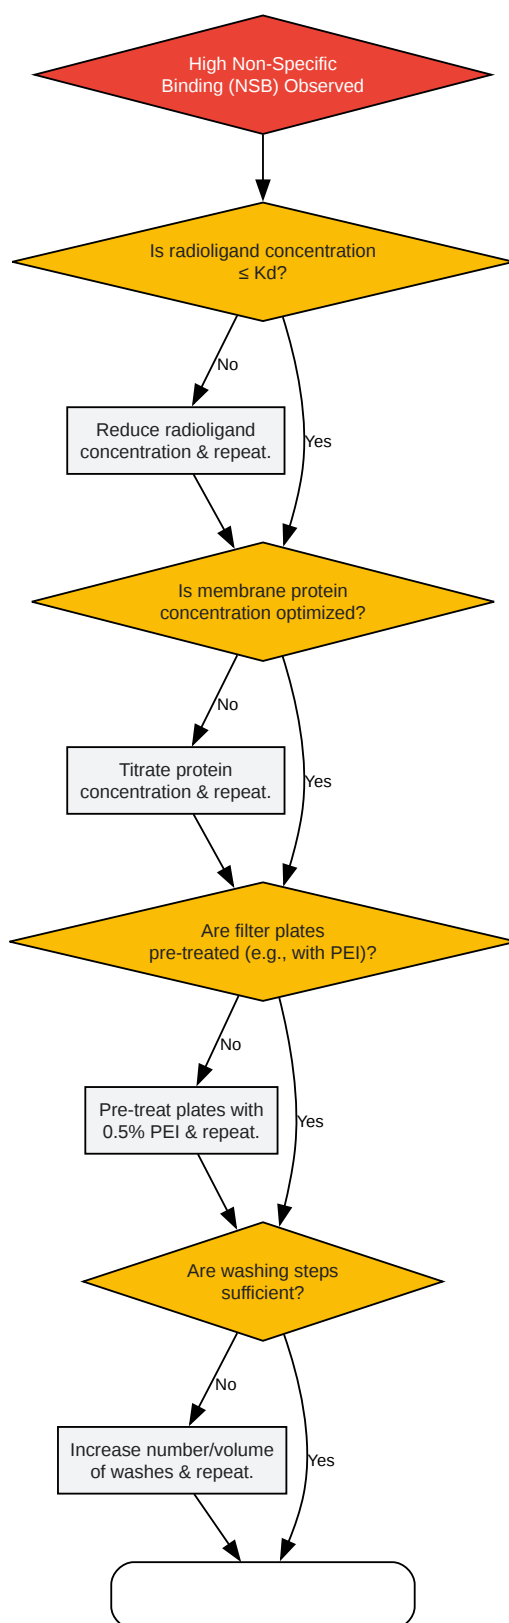 High Non-Specific
Binding (NSB) Observed
Is radioligand concentration
≤ Kd?
No
Yes
Reduce radioligand
concentration & repeat.
Is membrane protein
concentration optimized?
No
Yes
Titrate protein
concentration & repeat.
Are filter plates
pre-treated (e.g., with PEI)?
No
Yes
Pre-treat plates with
0.5% PEI & repeat.
Are washing steps
sufficient?
No
Yes
Increase number/volume
of washes & repeat.